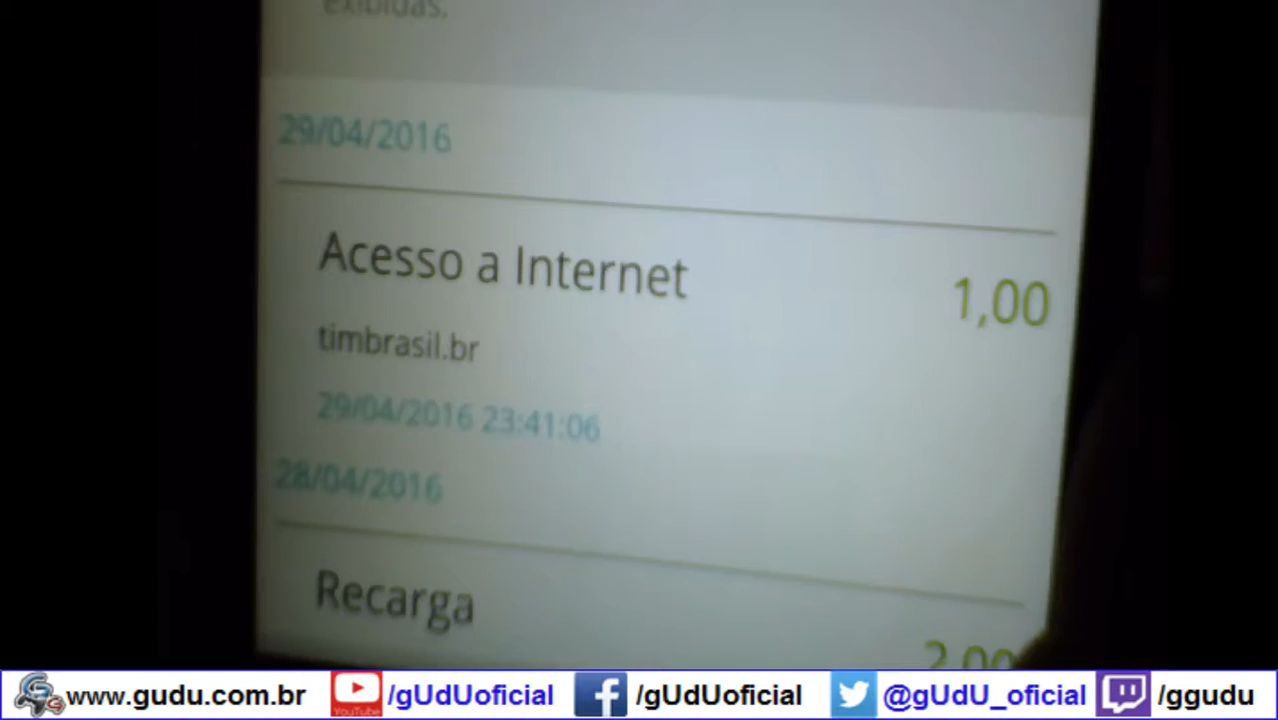 exibidas.
29/04/2016
Acesso a Internet
1,00
timbrasil.br
29/04/2016 23:41:06
28/04/2016
Recarga
2,00
www.gudu.com.br
YouTube
/gUdUoficial
/gUdUoficial
@gUdU_oficial
/ggudu